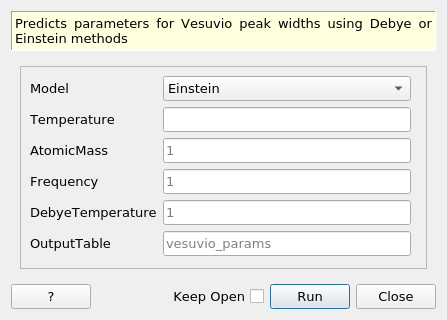 Predicts parameters for Vesuvio peak widths using Debye or
Einstein methods
Model Einstein
Temperature
AtomicMass 1
Frequency 1
DebyeTemperature 1
OutputTable vesuvio_params
? Keep Open Run Close